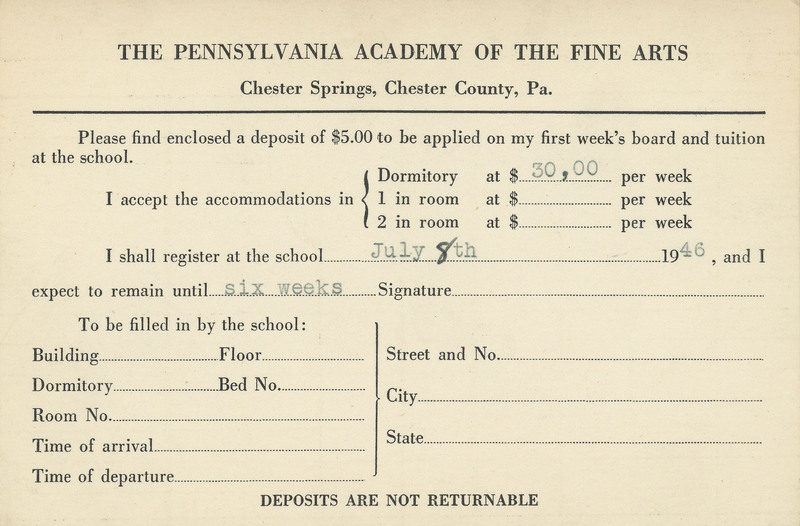 THE PENNSYLVANIA ACADEMY OF THE FINE ARTS
Chester Springs, Chester County, Pa.
Please find enclosed a deposit of $5.00 to be applied on my first week's board and tuition
at the school.
I accept the accommodations in
Dormitory at $ 30,00 per week
1 in room at $ per week
2 in room at $ per week
I shall register at the school July 8th 1946, and I
expect to remain until six weeks Signature
To be filled in by the school:
Building Floor
Dormitory Bed No.
Room No.
Time of arrival
Time of departure
Street and No.
City
State
DEPOSITS ARE NOT RETURNABLE